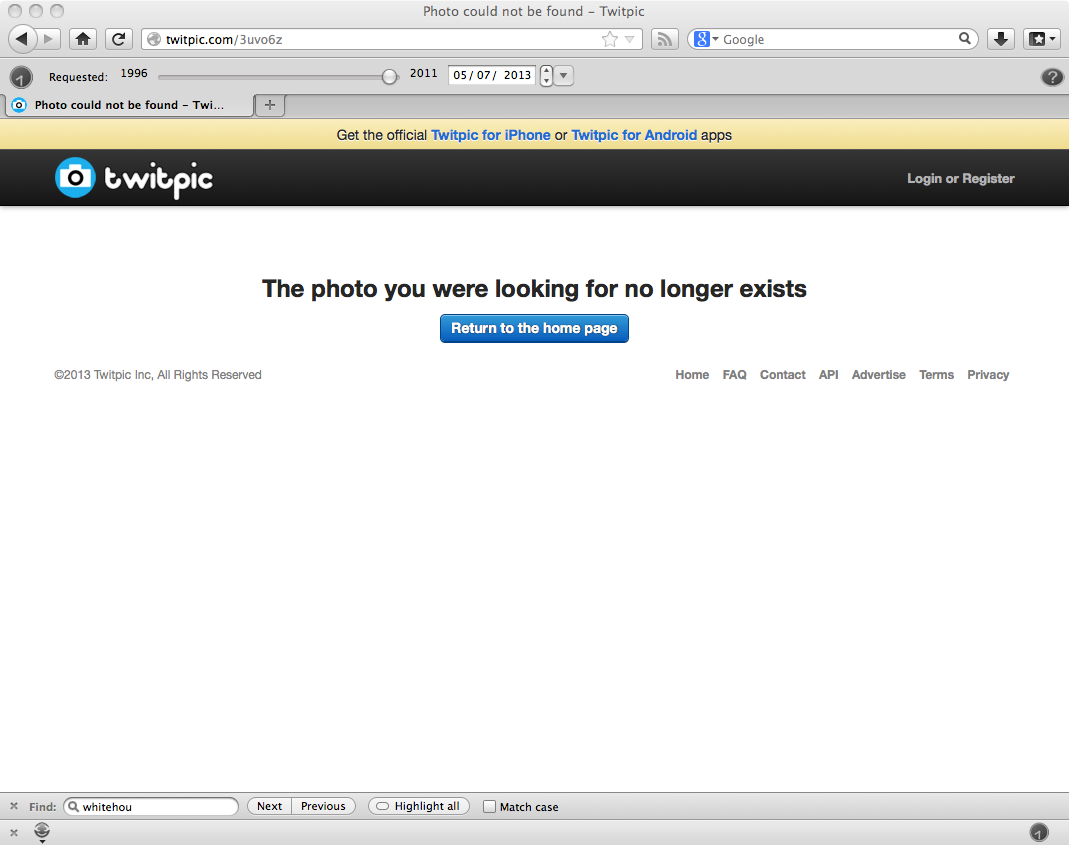 Photo could not be found – Twitpic
twitpic.com/3uvo6z
Google
Requested: 1996 2011 05/ 07/ 2013
Photo could not be found – Twi...
Get the official Twitpic for iPhone or Twitpic for Android apps
twitpic
Login or Register
The photo you were looking for no longer exists
Return to the home page
©2013 Twitpic Inc, All Rights Reserved
Home FAQ Contact API Advertise Terms Privacy
Find: whitehou Next Previous Highlight all Match case